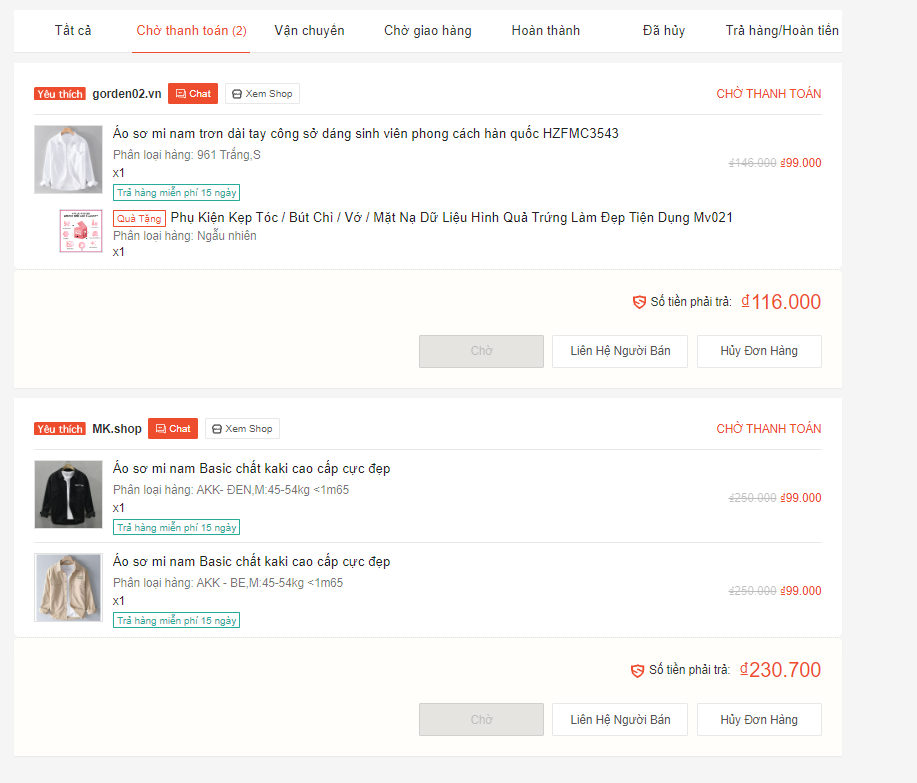 Tất cả
Chờ thanh toán (2)
Vận chuyển
Chờ giao hàng
Hoàn thành
Đã hủy
Trả hàng/Hoàn tiền
Yêu thích gorden02.vn Chat Xem Shop
CHỜ THANH TOÁN
Áo sơ mi nam trơn dài tay công sở dáng sinh viên phong cách hàn quốc HZFMC3543
Phân loại hàng: 961 Trắng,S
x1
₫146.000 ₫99.000
Trả hàng miễn phí 15 ngày
Quà Tặng Phụ Kiện Kẹp Tóc / Bút Chì / Vớ / Mặt Nạ Dữ Liệu Hình Quả Trứng Làm Đẹp Tiện Dụng Mv021
Phân loại hàng: Ngẫu nhiên
x1
Số tiền phải trả: ₫116.000
Chờ
Liên Hệ Người Bán
Hủy Đơn Hàng
Yêu thích MK.shop Chat Xem Shop
CHỜ THANH TOÁN
Áo sơ mi nam Basic chất kaki cao cấp cực đẹp
Phân loại hàng: AKK- ĐEN,M:45-54kg <1m65
x1
₫250.000 ₫99.000
Trả hàng miễn phí 15 ngày
Áo sơ mi nam Basic chất kaki cao cấp cực đẹp
Phân loại hàng: AKK - BE,M:45-54kg <1m65
x1
₫250.000 ₫99.000
Trả hàng miễn phí 15 ngày
Số tiền phải trả: ₫230.700
Chờ
Liên Hệ Người Bán
Hủy Đơn Hàng